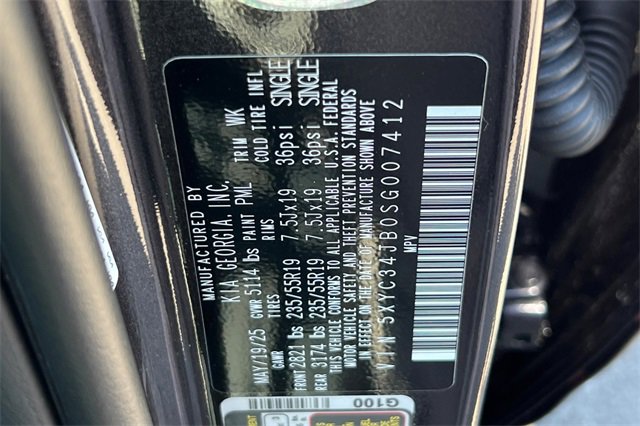 MANUFACTURED BY
KIA GEORGIA, INC.
MAY/19/25 GVWR 5114 lbs PAINT PML TRIM WK
GAWR TIRES RIMS COLD TIRE INFL
FRONT 2821 lbs 235/55R19 7.5Jx19 36psi SINGLE
REAR 3174 lbs 235/55R19 7.5Jx19 36psi SINGLE
THIS VEHICLE CONFORMS TO ALL APPLICABLE U.S.A. FEDERAL
MOTOR VEHICLE SAFETY AND THEFT PREVENTION STANDARDS
IN EFFECT ON THE DATE OF MANUFACTURE SHOWN ABOVE
VIN 5XYC34JB0SG007412
MPV
G100